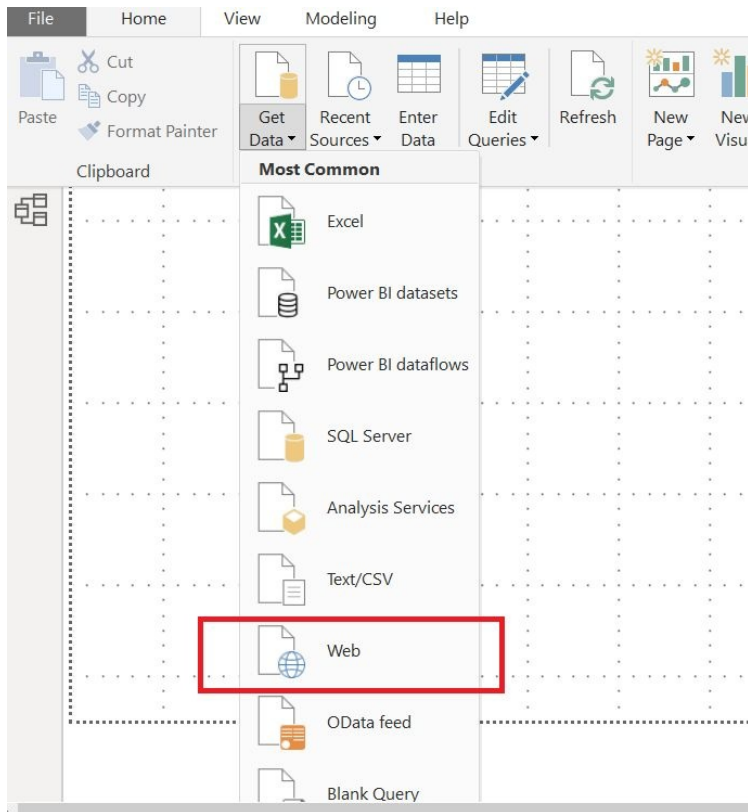 File Home View Modeling Help
Cut
Copy
Paste
Format Painter
Clipboard
Get Data
Recent Sources
Enter Data
Edit Queries
Refresh
New Page
New
Most Common
Excel
Power BI datasets
Power BI dataflows
SQL Server
Analysis Services
Text/CSV
Web
OData feed
Blank Query